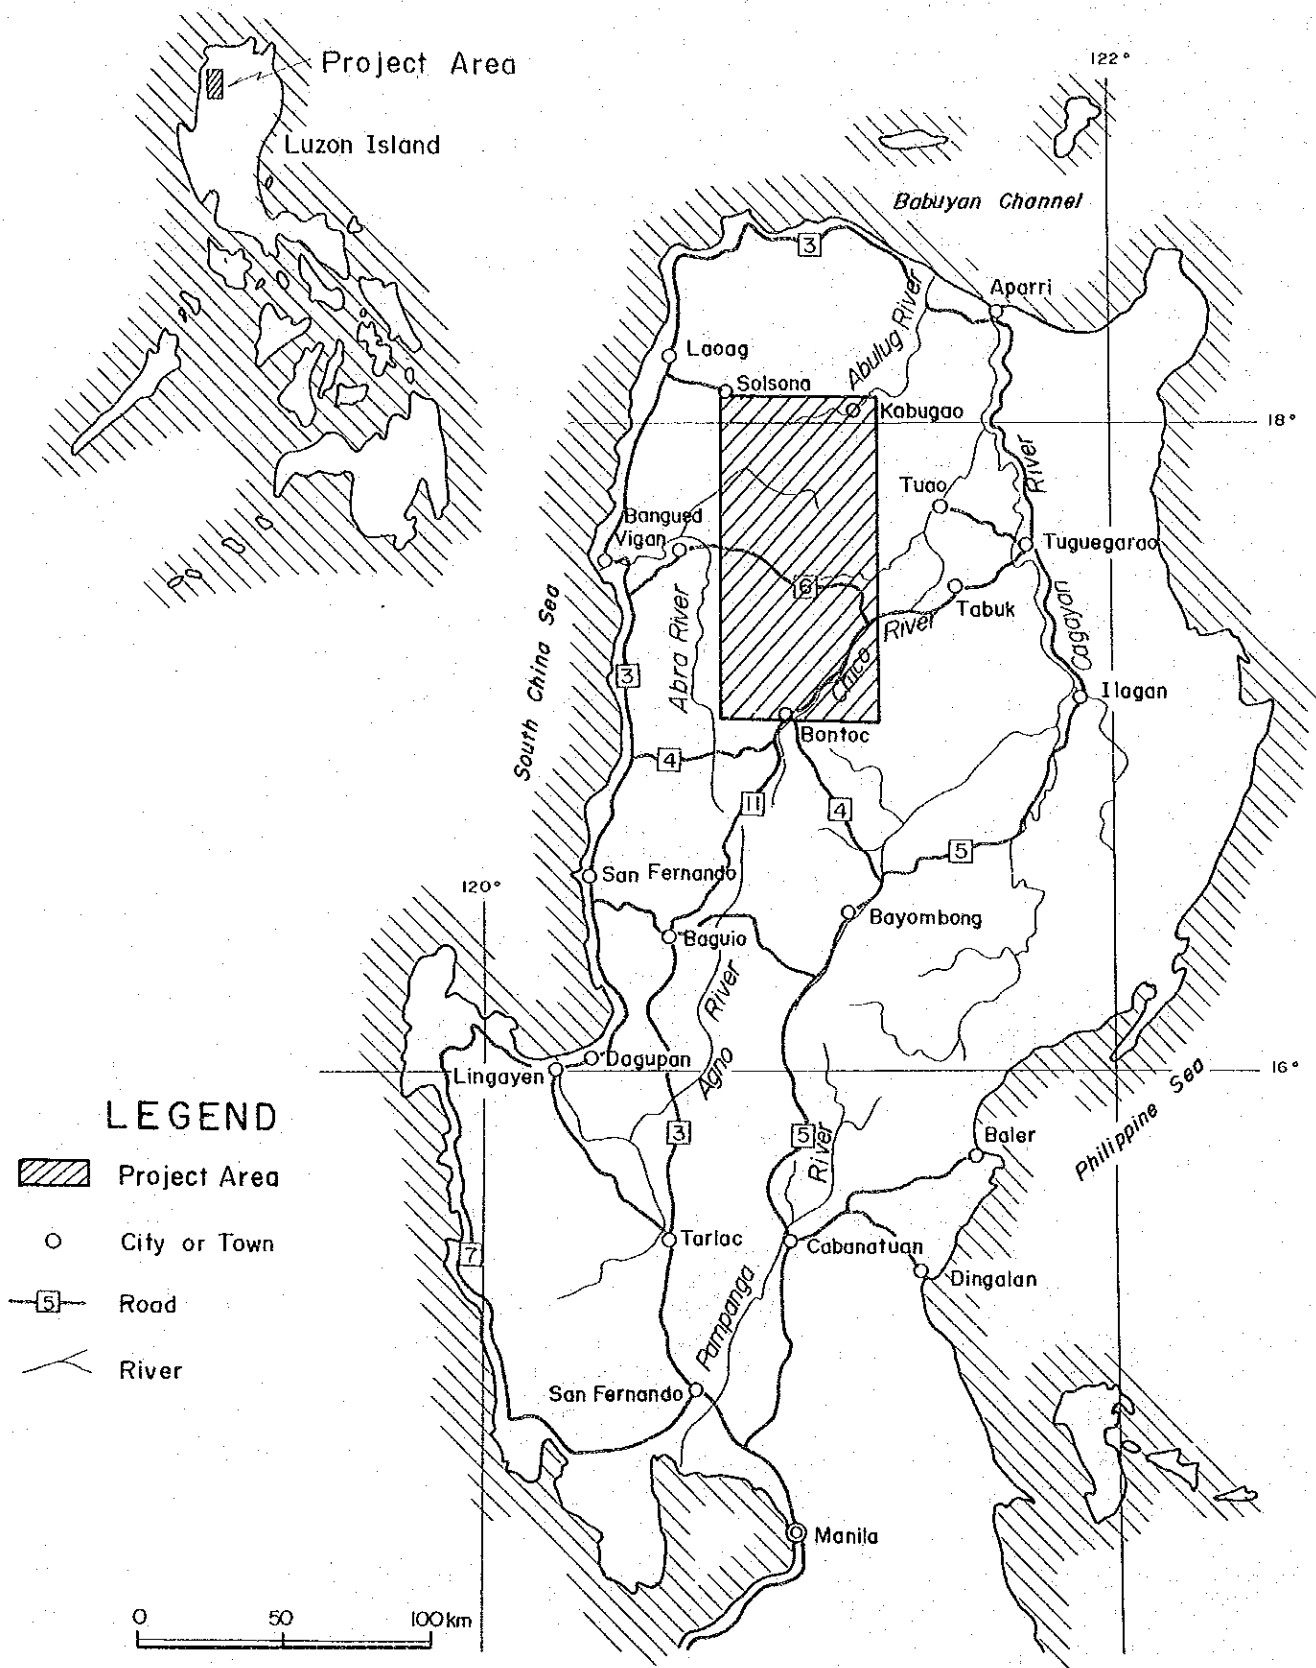 Project Area
Luzon Island
122°
Babuyan Channel
3
Aparri
Abulug River
Laoag
Solsona
Kabugao
18°
Tuao
River
Bangued
Vigan
Tuguegarao
6
Tabuk
River
Cagayan
Abra River
Chico
South China Sea
3
Ilagan
Bontoc
4
11
4
5
San Fernando
120°
Bayombong
Baguio
River
Dagupan
Agno
Lingayen
16°
Philippine Sea
LEGEND
3
5
Baler
River
Project Area
City or Town
Tarlac
Cabanatuan
7
Dingalan
5
Road
Pampanga
River
San Fernando
Manila
0 50 100km